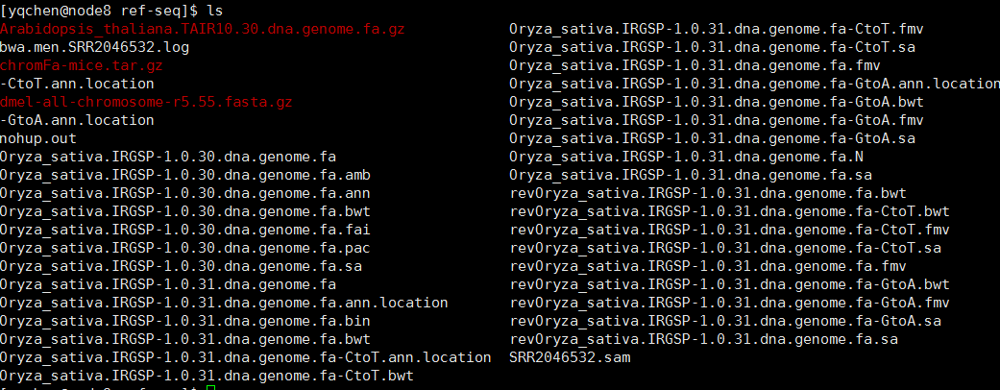 [yqchen@node8 ref-seq]$ ls
Arabidopsis_thaliana.TAIR10.30.dna.genome.fa.gz
bwa.men.SRR2046532.log
chromFa-mice.tar.gz
-CtoT.ann.location
dmel-all-chromosome-r5.55.fasta.gz
-GtoA.ann.location
nohup.out
Oryza_sativa.IRGSP-1.0.30.dna.genome.fa
Oryza_sativa.IRGSP-1.0.30.dna.genome.fa.amb
Oryza_sativa.IRGSP-1.0.30.dna.genome.fa.ann
Oryza_sativa.IRGSP-1.0.30.dna.genome.fa.bwt
Oryza_sativa.IRGSP-1.0.30.dna.genome.fa.fai
Oryza_sativa.IRGSP-1.0.30.dna.genome.fa.pac
Oryza_sativa.IRGSP-1.0.30.dna.genome.fa.sa
Oryza_sativa.IRGSP-1.0.31.dna.genome.fa
Oryza_sativa.IRGSP-1.0.31.dna.genome.fa.ann.location
Oryza_sativa.IRGSP-1.0.31.dna.genome.fa.bin
Oryza_sativa.IRGSP-1.0.31.dna.genome.fa.bwt
Oryza_sativa.IRGSP-1.0.31.dna.genome.fa-CtoT.ann.location
Oryza_sativa.IRGSP-1.0.31.dna.genome.fa-CtoT.bwt
Oryza_sativa.IRGSP-1.0.31.dna.genome.fa-CtoT.fmv
Oryza_sativa.IRGSP-1.0.31.dna.genome.fa-CtoT.sa
Oryza_sativa.IRGSP-1.0.31.dna.genome.fa.fmv
Oryza_sativa.IRGSP-1.0.31.dna.genome.fa-GtoA.ann.location
Oryza_sativa.IRGSP-1.0.31.dna.genome.fa-GtoA.bwt
Oryza_sativa.IRGSP-1.0.31.dna.genome.fa-GtoA.fmv
Oryza_sativa.IRGSP-1.0.31.dna.genome.fa-GtoA.sa
Oryza_sativa.IRGSP-1.0.31.dna.genome.fa.N
Oryza_sativa.IRGSP-1.0.31.dna.genome.fa.sa
revOryza_sativa.IRGSP-1.0.31.dna.genome.fa.bwt
revOryza_sativa.IRGSP-1.0.31.dna.genome.fa-CtoT.bwt
revOryza_sativa.IRGSP-1.0.31.dna.genome.fa-CtoT.fmv
revOryza_sativa.IRGSP-1.0.31.dna.genome.fa-CtoT.sa
revOryza_sativa.IRGSP-1.0.31.dna.genome.fa.fmv
revOryza_sativa.IRGSP-1.0.31.dna.genome.fa-GtoA.bwt
revOryza_sativa.IRGSP-1.0.31.dna.genome.fa-GtoA.fmv
revOryza_sativa.IRGSP-1.0.31.dna.genome.fa-GtoA.sa
revOryza_sativa.IRGSP-1.0.31.dna.genome.fa.sa
SRR2046532.sam
[yqchen@node8 ref-seq]$